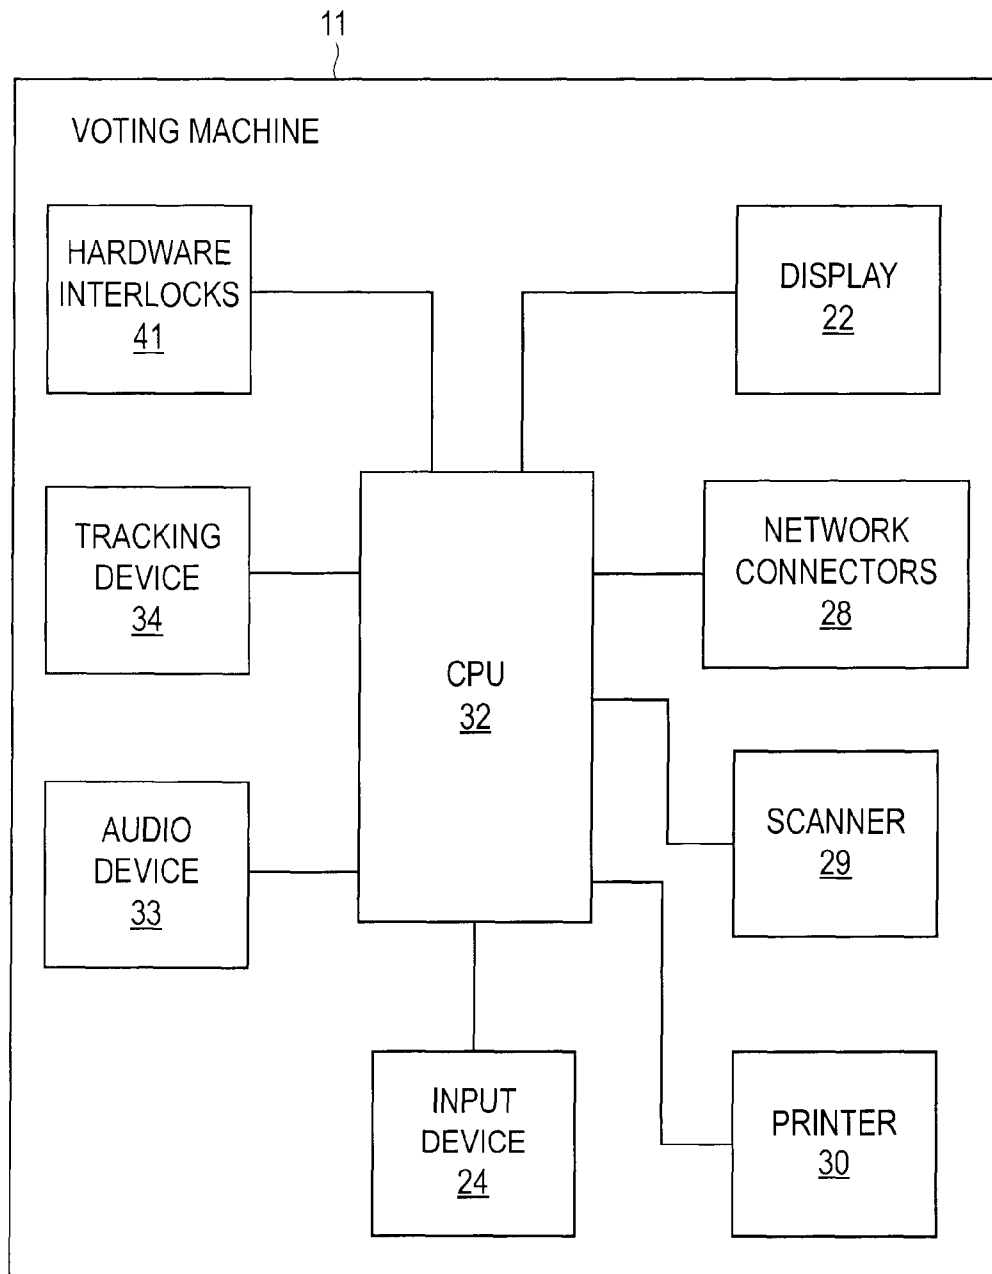 11
VOTING MACHINE
HARDWARE
INTERLOCKS
41
DISPLAY
22
TRACKING
DEVICE
34
NETWORK
CONNECTORS
28
CPU
32
AUDIO
DEVICE
33
SCANNER
29
INPUT
DEVICE
24
PRINTER
30